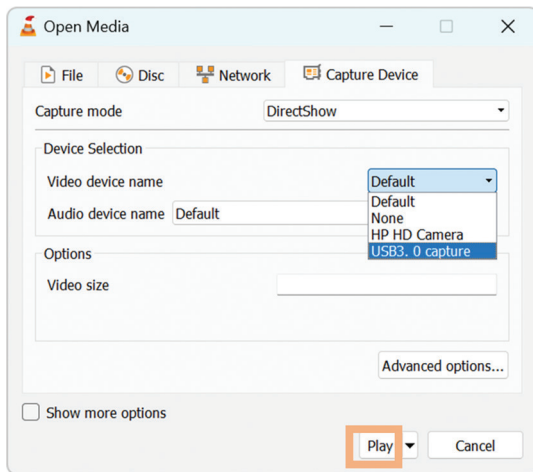 Open Media
File Disc Network Capture Device
Capture mode DirectShow
Device Selection
Video device name Default
Default
None
Audio device name Default
HP HD Camera
USB3. 0 capture
Options
Video size
Advanced options...
Show more options
Play Cancel